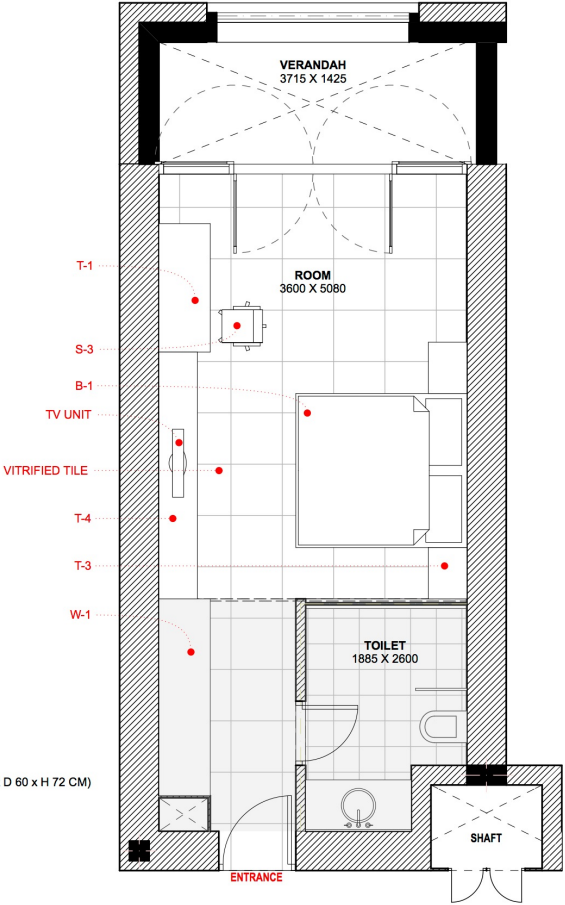 VERANDAH
3715 X 1425
T-1
ROOM
3600 X 5080
S-3
B-1
TV UNIT
VITRIFIED TILE
T-4
T-3
W-1
TOILET
1885 X 2600
D 60 x H 72 CM)
SHAFT
ENTRANCE